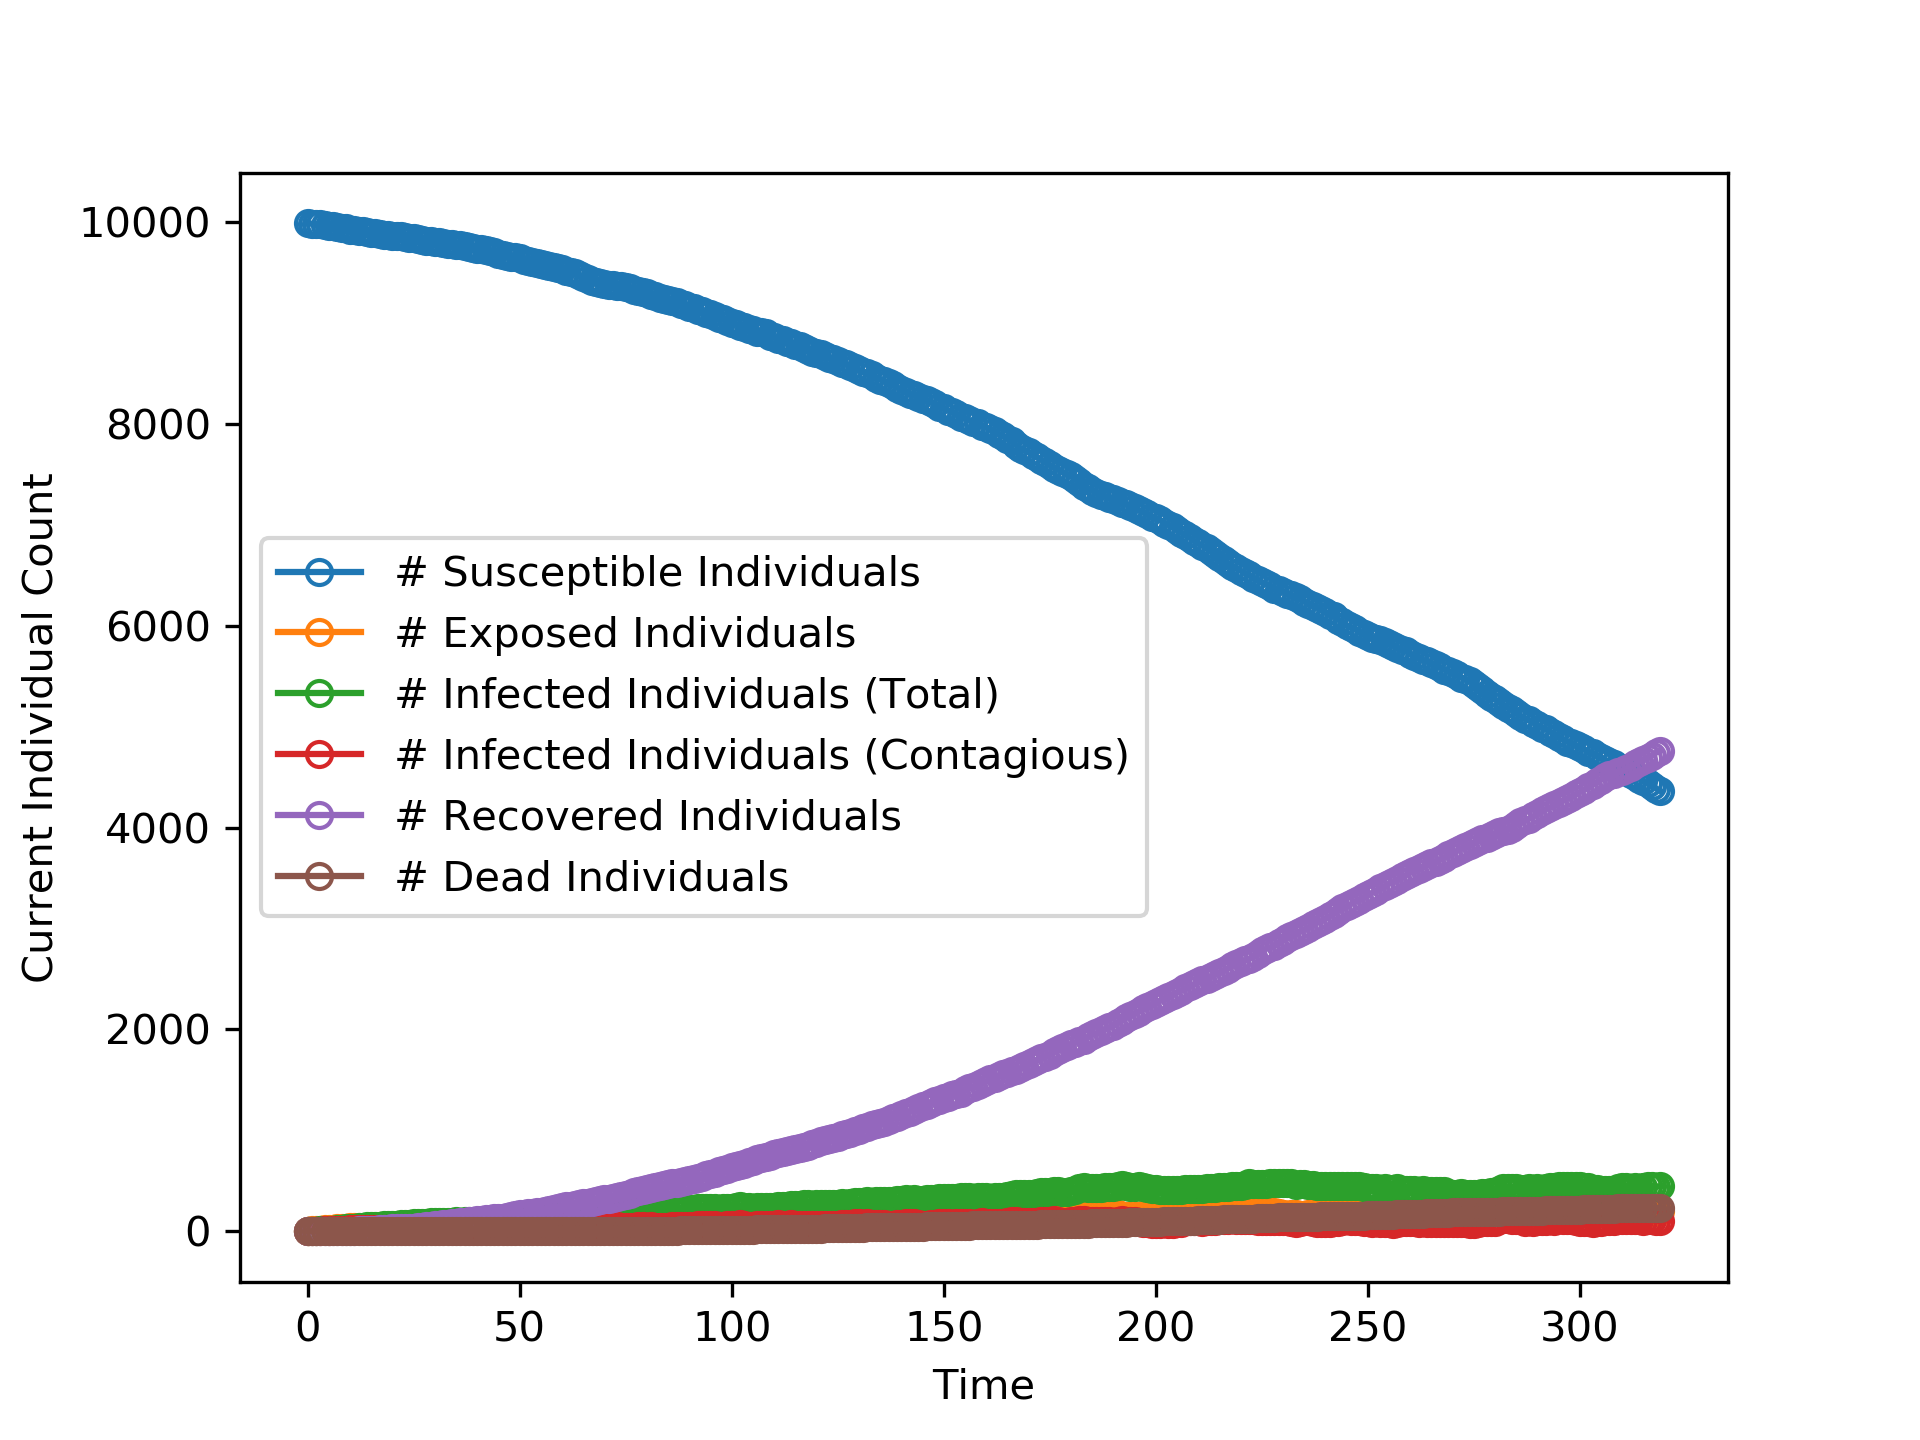 10000
8000
6000
4000
2000
0
Current Individual Count
# Susceptible Individuals
# Exposed Individuals
# Infected Individuals (Total)
# Infected Individuals (Contagious)
# Recovered Individuals
# Dead Individuals
0 50 100 150 200 250 300
Time